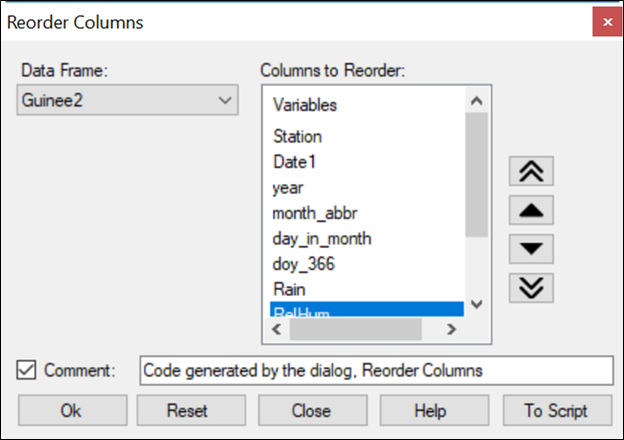 Reorder Columns
Data Frame:
Guinee2
Columns to Reorder:
Variables
Station
Date1
year
month_abbr
day_in_month
doy_366
Rain
RelHum
Comment:
Code generated by the dialog, Reorder Columns
Ok
Reset
Close
Help
To Script